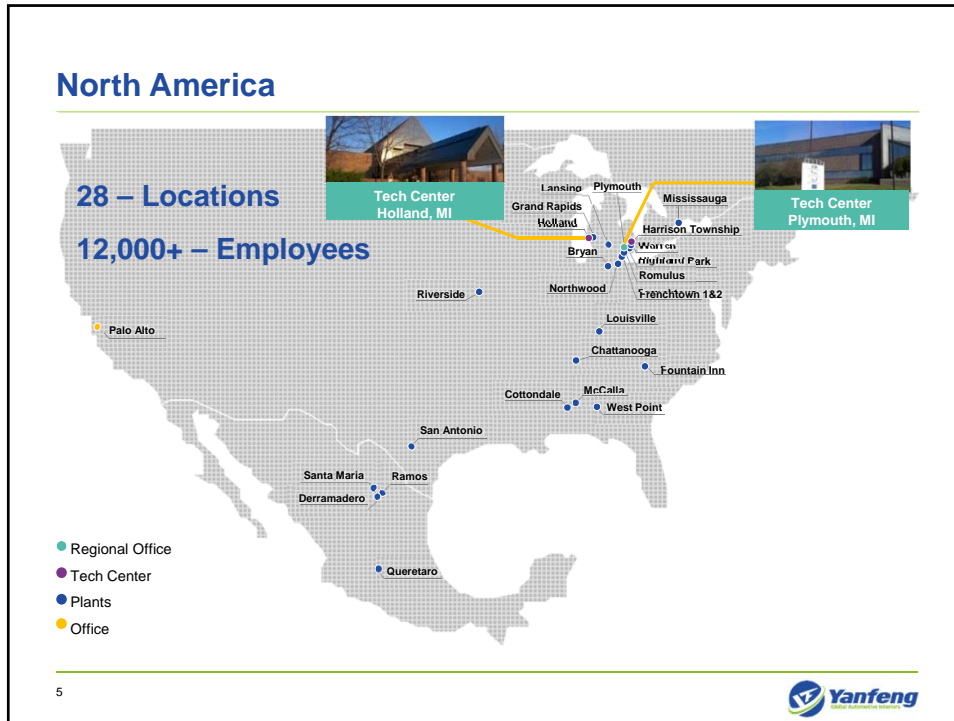 North America
28 – Locations
12,000+ – Employees
Tech Center
Holland, MI
Tech Center
Plymouth, MI
Lansing
Plymouth
Mississauga
Grand Rapids
Holland
Harrison Township
Warren
Bryan
Highland Park
Romulus
Northwood
Frenchtown 1&2
Riverside
Louisville
Palo Alto
Chattanooga
Fountain Inn
McCalla
Cottondale
West Point
San Antonio
Santa Maria
Ramos
Derramadero
Queretaro
Regional Office
Tech Center
Plants
Office
5
Yanfeng
Global Automotive Interiors